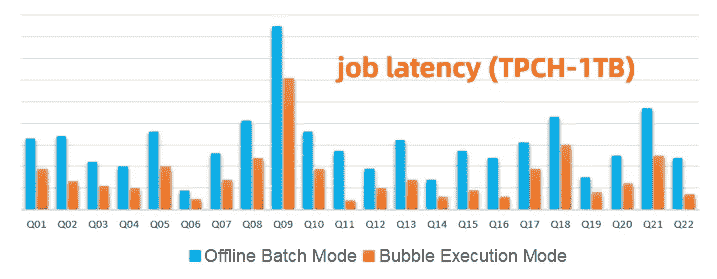 job latency (TPCH-1TB)
Q01 Q02 Q03 Q04 Q05 Q06 Q07 Q08 Q09 Q10 Q11 Q12 Q13 Q14 Q15 Q16 Q17 Q18 Q19 Q20 Q21 Q22
Offline Batch Mode Bubble Execution Mode